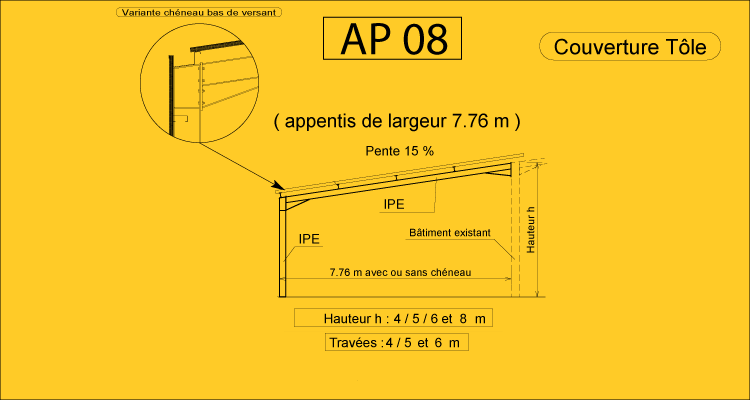 Variante chéneau bas de versant
AP 08
Couverture Tôle
( appentis de largeur 7.76 m )
Pente 15 %
IPE
IPE
Bâtiment existant
Hauteur h
7.76 m avec ou sans chéneau
Hauteur h : 4 / 5 / 6 et 8 m
Travées : 4 / 5 et 6 m